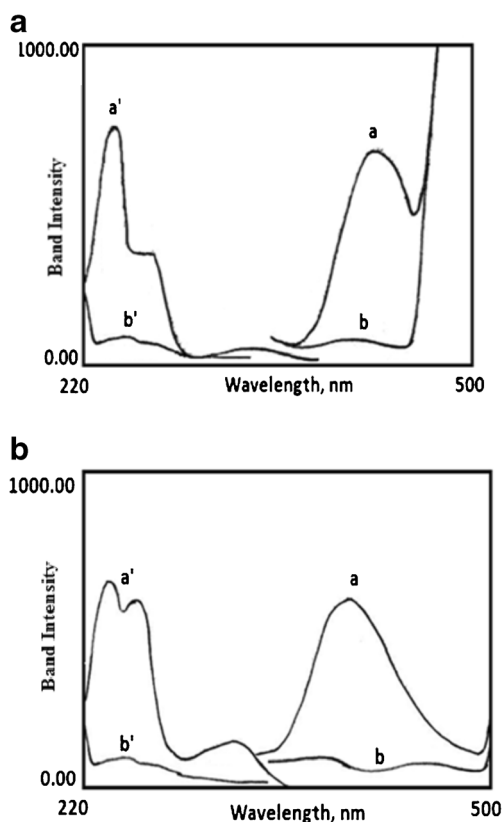 a
1000.00
a'
a
Band Intensity
b'
b
0.00
220
Wavelength, nm
500
b
1000.00
a'
a
Band Intensity
b'
b
0.00
220
Wavelength, nm
500